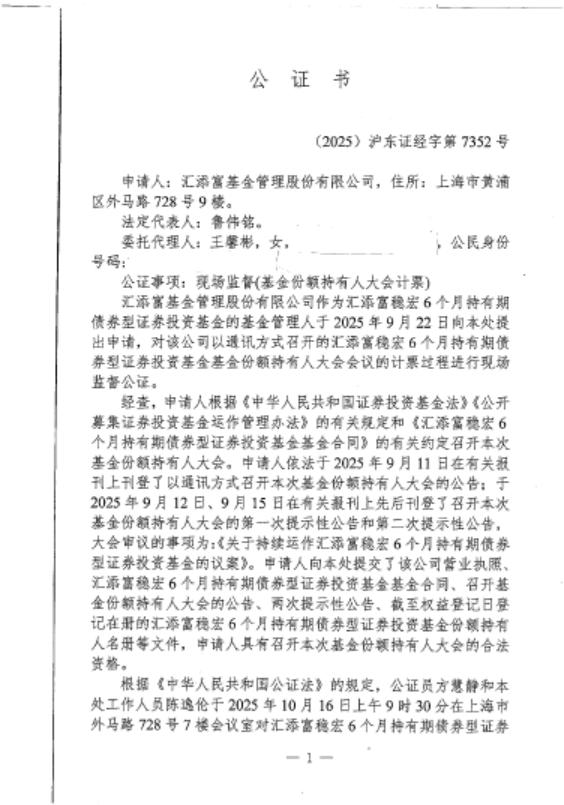 公 证 书
（2025）沪东证经字第 7352 号
申请人：汇添富基金管理股份有限公司，住所：上海市黄浦
区外马路 728 号 9 楼。
法定代表人：鲁伟铭。
委托代理人：王馨彬，女，　　　　　　，公民身份
号码：
公证事项：现场监督(基金份额持有人大会计票)
汇添富基金管理股份有限公司作为汇添富稳宏 6 个月持有期
债券型证券投资基金的基金管理人于 2025 年 9 月 22 日向本处提
出申请，对该公司以通讯方式召开的汇添富稳宏 6 个月持有期债
券型证券投资基金基金份额持有人大会会议的计票过程进行现场
监督公证。
经查，申请人根据《中华人民共和国证券投资基金法》《公开
募集证券投资基金运作管理办法》的有关规定和《汇添富稳宏 6
个月持有期债券型证券投资基金基金合同》的有关约定召开本次
基金份额持有人大会。申请人依法于 2025 年 9 月 11 日在有关报
刊上刊登了以通讯方式召开本次基金份额持有人大会的公告；于
2025 年 9 月 12 日、9 月 15 日在有关报刊上先后刊登了召开本次
基金份额持有人大会的第一次提示性公告和第二次提示性公告，
大会审议的事项为：《关于持续运作汇添富稳宏 6 个月持有期债券
型证券投资基金的议案》。申请人向本处提交了该公司营业执照、
汇添富稳宏 6 个月持有期债券型证券投资基金基金合同、召开基
金份额持有人大会的公告、两次提示性公告、截至权益登记日登
记在册的汇添富稳宏 6 个月持有期债券型证券投资基金份额持有
人名册等文件，申请人具有召开本次基金份额持有人大会的合法
资格。
根据《中华人民共和国公证法》的规定，公证员方慧静和本
处工作人员陈逸伦于 2025 年 10 月 16 日上午 9 时 30 分在上海市
外马路 728 号 7 楼会议室对汇添富稳宏 6 个月持有期债券型证券
— 1 —